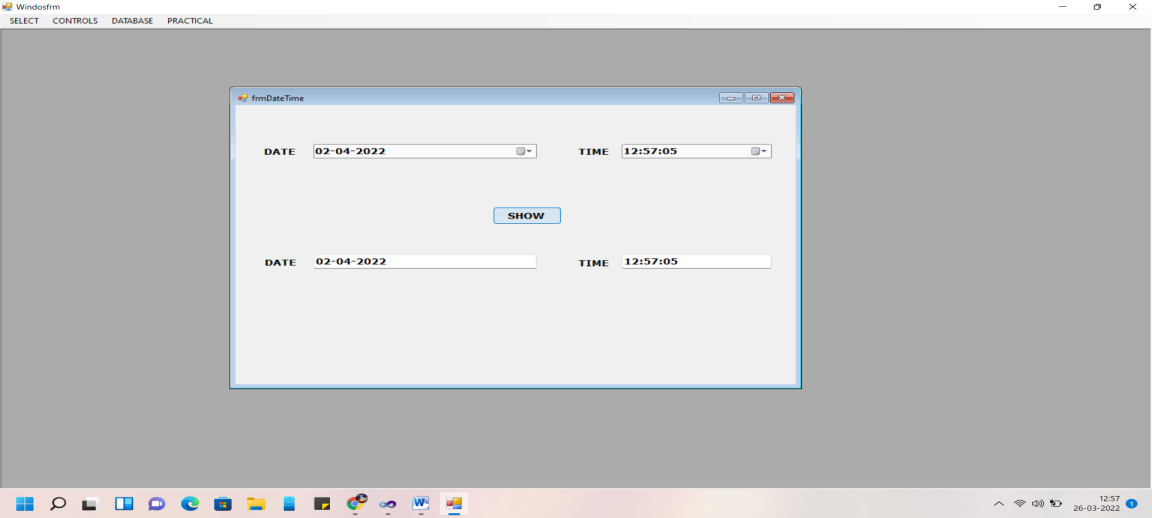 Windosfrm
SELECT CONTROLS DATABASE PRACTICAL
frmDateTime
DATE 02-04-2022 TIME 12:57:05
SHOW
DATE 02-04-2022 TIME 12:57:05
12:57
26-03-2022 1